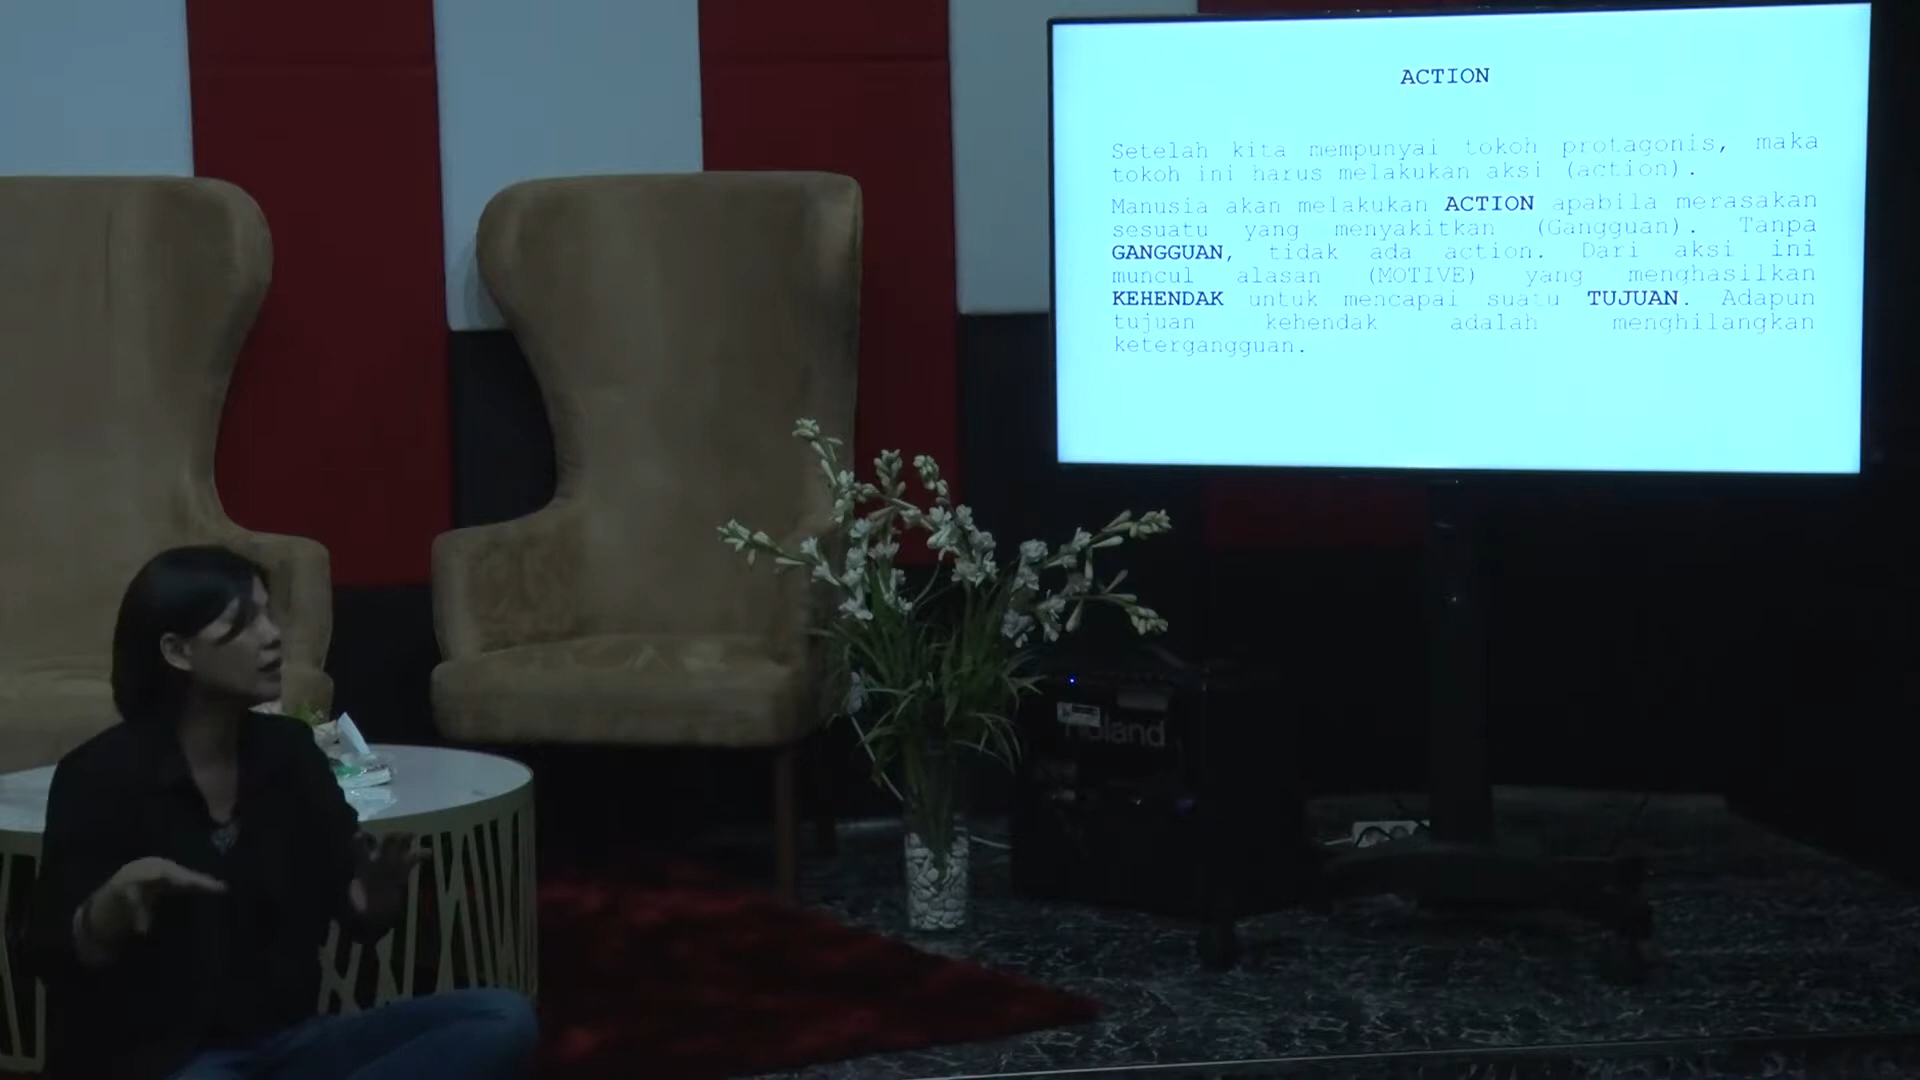 ACTION
Setelah kita mempunyai tokoh protagonis, maka
tokoh ini harus melakukan aksi (action).
Manusia akan melakukan ACTION apabila merasakan
sesuatu yang menyakitkan (Gangguan). Tanpa
GANGGUAN, tidak ada action. Dari aksi ini
muncul alasan (MOTIVE) yang menghasilkan
KEHENDAK untuk mencapai suatu TUJUAN. Adapun
tujuan kehendak adalah menghilangkan
ketergangguan.
Roland